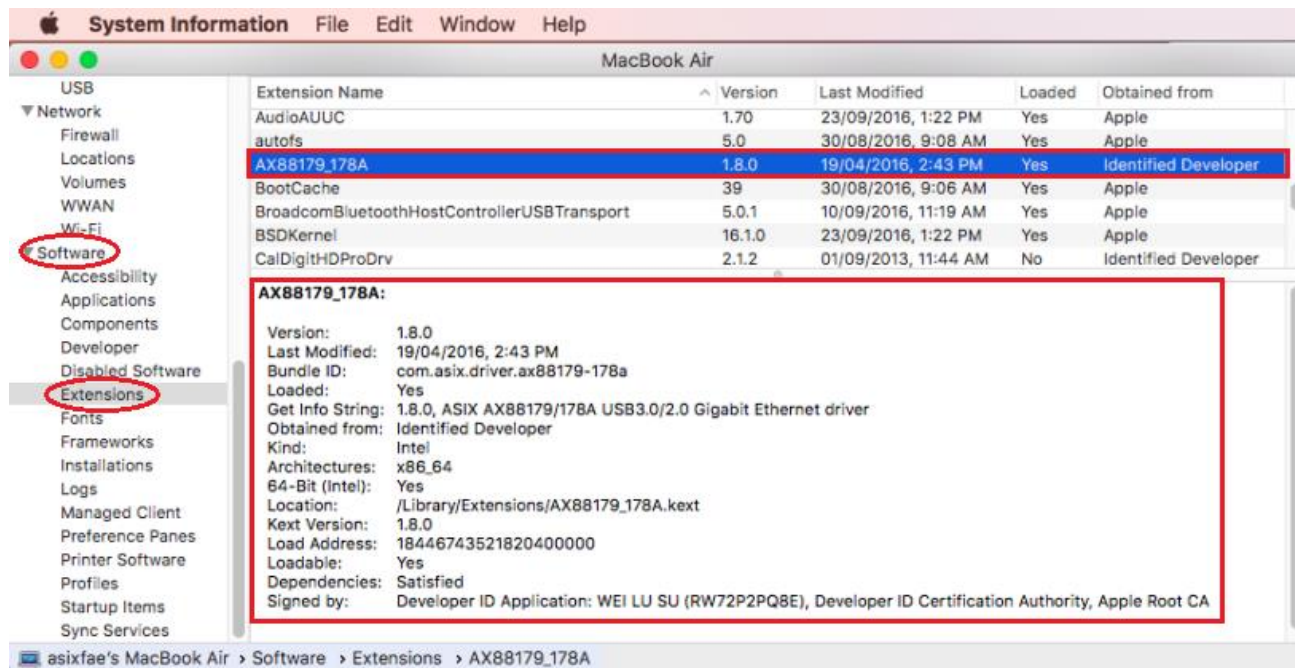 System Information File Edit Window Help
MacBook Air
USB
Network
Firewall
Locations
Volumes
WWAN
Wi-Fi
Software
Accessibility
Applications
Components
Developer
Disabled Software
Extensions
Fonts
Frameworks
Installations
Logs
Managed Client
Preference Panes
Printer Software
Profiles
Startup Items
Sync Services
Extension Name Version Last Modified Loaded Obtained from
AudioAUUC 1.70 23/09/2016, 1:22 PM Yes Apple
autofs 5.0 30/08/2016, 9:08 AM Yes Apple
AX88179_178A 1.8.0 19/04/2016, 2:43 PM Yes Identified Developer
BootCache 39 30/08/2016, 9:06 AM Yes Apple
BroadcomBluetoothHostControllerUSBTransport 5.0.1 10/09/2016, 11:19 AM Yes Apple
BSDKernel 16.1.0 23/09/2016, 1:22 PM Yes Apple
CalDigitHDProDrv 2.1.2 01/09/2013, 11:44 AM No Identified Developer
AX88179_178A:
Version: 1.8.0
Last Modified: 19/04/2016, 2:43 PM
Bundle ID: com.asix.driver.ax88179-178a
Loaded: Yes
Get Info String: 1.8.0, ASIX AX88179/178A USB3.0/2.0 Gigabit Ethernet driver
Obtained from: Identified Developer
Kind: Intel
Architectures: x86_64
64-Bit (Intel): Yes
Location: /Library/Extensions/AX88179_178A.kext
Kext Version: 1.8.0
Load Address: 18446743521820400000
Loadable: Yes
Dependencies: Satisfied
Signed by: Developer ID Application: WEI LU SU (RW72P2PQ8E), Developer ID Certification Authority, Apple Root CA
asixfae's MacBook Air › Software › Extensions › AX88179_178A